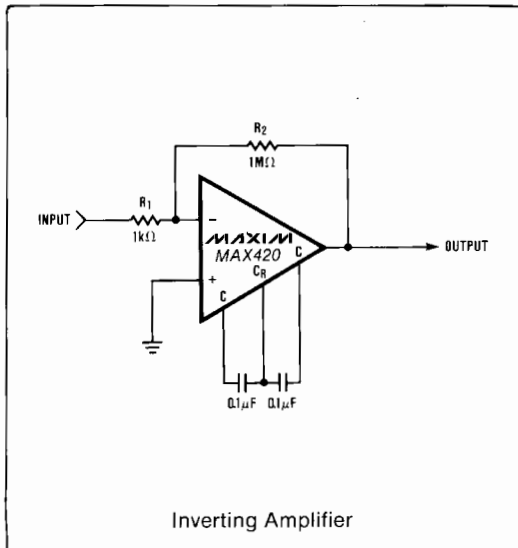 R2
1MΩ
R1
INPUT
1kΩ
−
MAXIM
MAX420
OUTPUT
+
C
CR
C
0.1μF 0.1μF
Inverting Amplifier